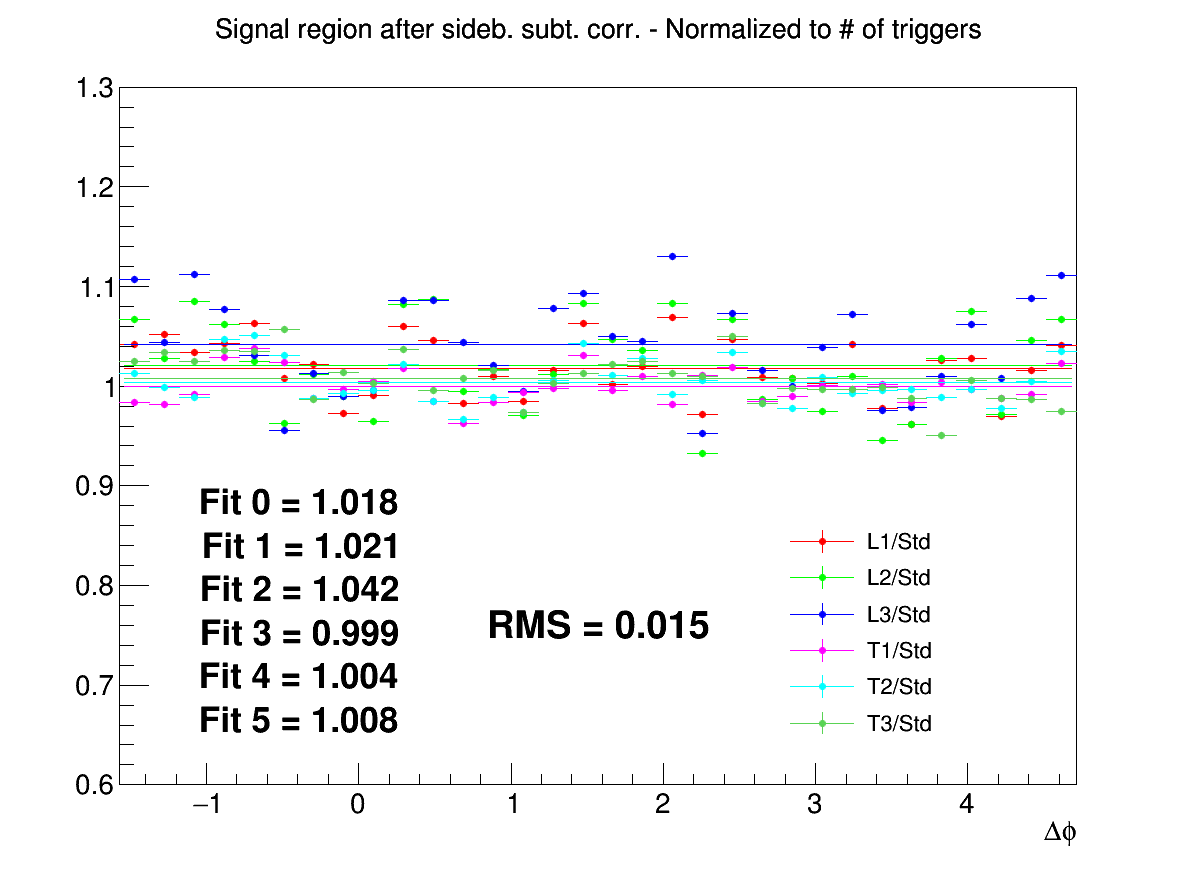 Signal region after sideb. subt. corr. - Normalized to # of triggers
1.3
1.2
1.1
1
0.9
0.8
0.7
0.6
Fit 0 = 1.018
Fit 1 = 1.021
Fit 2 = 1.042
Fit 3 = 0.999
Fit 4 = 1.004
Fit 5 = 1.008
RMS = 0.015
L1/Std
L2/Std
L3/Std
T1/Std
T2/Std
T3/Std
−1 0 1 2 3 4
Δϕ